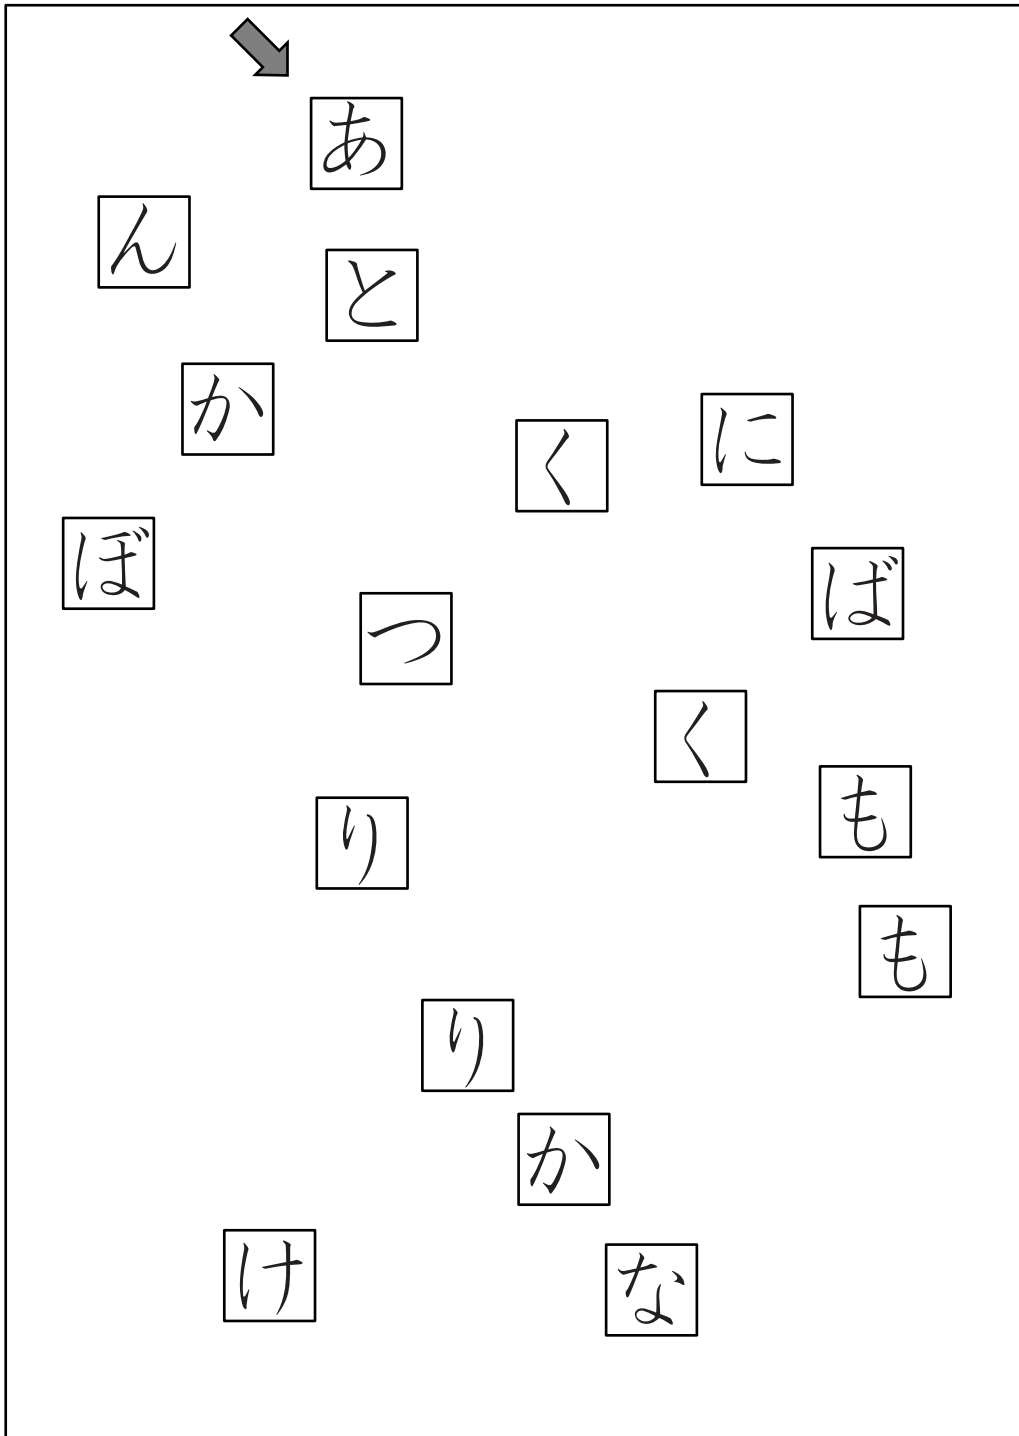 あ
ん
と
か
に
く
ぼ
ば
つ
く
も
り
も
り
か
け
な